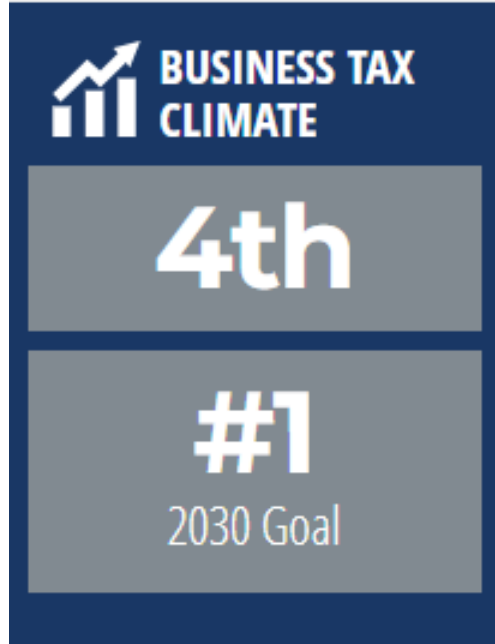 BUSINESS TAX
CLIMATE
4th
#1
2030 Goal